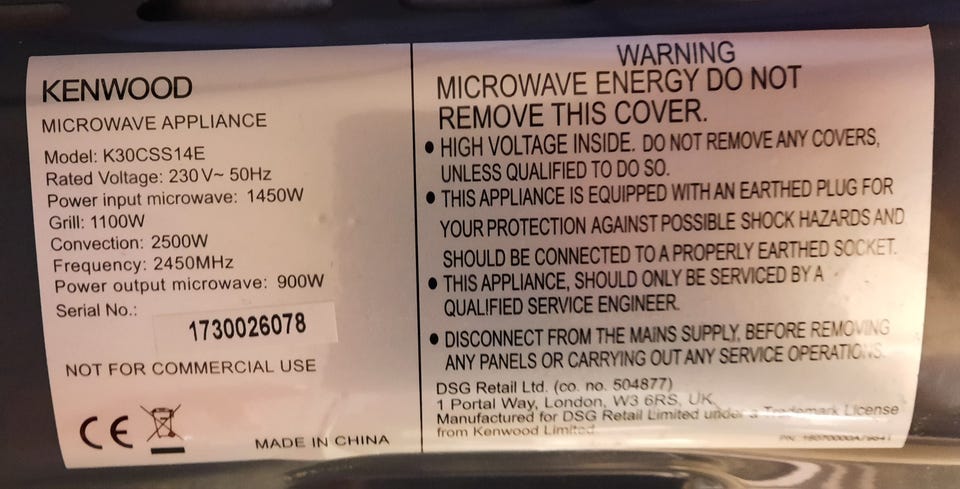 KENWOOD
MICROWAVE APPLIANCE
Model: K30CSS14E
Rated Voltage: 230 V~ 50Hz
Power input microwave: 1450W
Grill: 1100W
Convection: 2500W
Frequency: 2450MHz
Power output microwave: 900W
Serial No.:
1730026078
NOT FOR COMMERCIAL USE
CE
MADE IN CHINA
WARNING
MICROWAVE ENERGY DO NOT
REMOVE THIS COVER.
• HIGH VOLTAGE INSIDE. DO NOT REMOVE ANY COVERS,
UNLESS QUALIFIED TO DO SO.
• THIS APPLIANCE IS EQUIPPED WITH AN EARTHED PLUG FOR
YOUR PROTECTION AGAINST POSSIBLE SHOCK HAZARDS AND
SHOULD BE CONNECTED TO A PROPERLY EARTHED SOCKET.
• THIS APPLIANCE, SHOULD ONLY BE SERVICED BY A
QUALIFIED SERVICE ENGINEER.
• DISCONNECT FROM THE MAINS SUPPLY, BEFORE REMOVING
ANY PANELS OR CARRYING OUT ANY SERVICE OPERATIONS.
DSG Retail Ltd. (co. no. 504877)
1 Portal Way, London, W3 6RS, UK
Manufactured for DSG Retail Limited under a Trademark License
from Kenwood Limited.